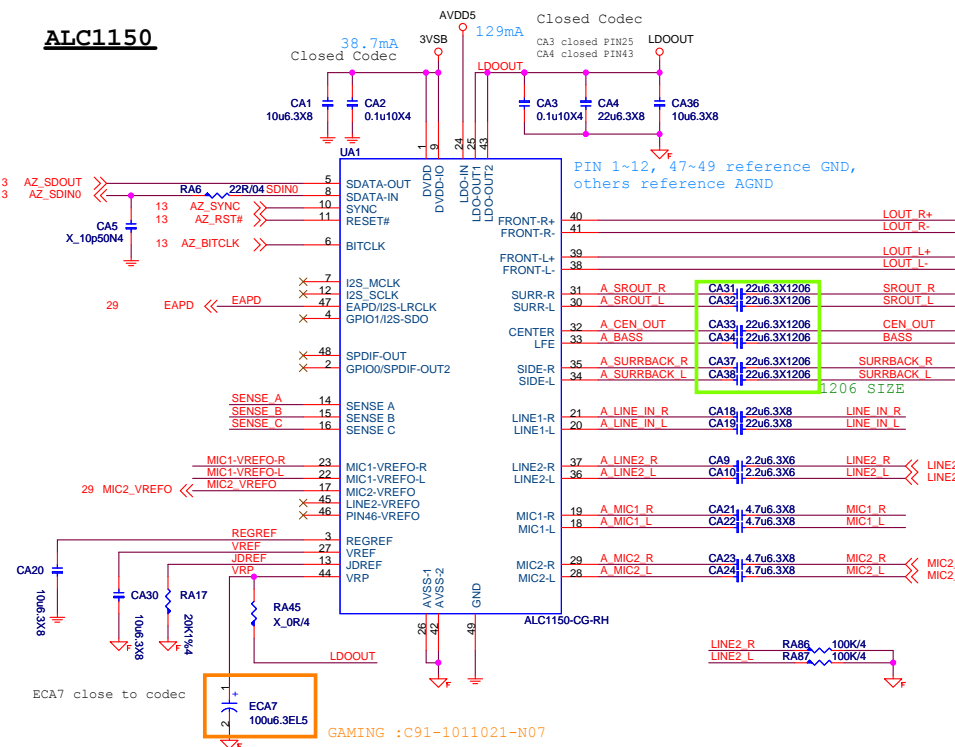 ALC1150
AVDD5
38.7mA
3VSB
129mA
Closed Codec
Closed Codec
CA3 closed PIN25
CA4 closed PIN43
LDOOUT
LDOOUT
CA1
10u6.3X8
CA2
0.1u10X4
CA3
0.1u10X4
CA4
22u6.3X8
CA36
10u6.3X8
F
UA1
1
9
24
25
43
DVDD
DVDD-IO
LDO-IN
LDO-OUT1
LDO-OUT2
PIN 1~12, 47~49 reference GND,
others reference AGND
3 AZ_SDOUT
5 SDATA-OUT
3 AZ_SDIN0
RA6 22R/04 SDIN0
8 SDATA-IN
13 AZ_SYNC
10 SYNC
13 AZ_RST#
11 RESET#
CA5
X_10p50N4
13 AZ_BITCLK
6 BITCLK
7 I2S_MCLK
12 I2S_SCLK
29 EAPD
EAPD
47 EAPD/I2S-LRCLK
4 GPIO1/I2S-SDO
48 SPDIF-OUT
2 GPIO0/SPDIF-OUT2
SENSE_A 14 SENSE A
SENSE_B 15 SENSE B
SENSE_C 16 SENSE C
MIC1-VREFO-R 23 MIC1-VREFO-R
MIC1-VREFO-L 22 MIC1-VREFO-L
29 MIC2_VREFO
MIC2_VREFO 17 MIC2-VREFO
45 LINE2-VREFO
46 PIN46-VREFO
REGREF 3 REGREF
VREF 27 VREF
JDREF 13 JDREF
VRP 44 VRP
FRONT-R+ 40 LOUT_R+
FRONT-R- 41 LOUT_R-
FRONT-L+ 39 LOUT_L+
FRONT-L- 38 LOUT_L-
SURR-R 31 A_SROUT_R CA31 22u6.3X1206 SROUT_R
SURR-L 30 A_SROUT_L CA32 22u6.3X1206 SROUT_L
CENTER 32 A_CEN_OUT CA33 22u6.3X1206 CEN_OUT
LFE 33 A_BASS CA34 22u6.3X1206 BASS
SIDE-R 35 A_SURRBACK_R CA37 22u6.3X1206 SURRBACK_R
SIDE-L 34 A_SURRBACK_L CA38 22u6.3X1206 SURRBACK_L
1206 SIZE
LINE1-R 21 A_LINE_IN_R CA18 22u6.3X8 LINE_IN_R
LINE1-L 20 A_LINE_IN_L CA19 22u6.3X8 LINE_IN_L
LINE2-R 37 A_LINE2_R CA9 2.2u6.3X6 LINE2_R LINE2
LINE2-L 36 A_LINE2_L CA10 2.2u6.3X6 LINE2_L LINE2
MIC1-R 19 A_MIC1_R CA21 4.7u6.3X8 MIC1_R
MIC1-L 18 A_MIC1_L CA22 4.7u6.3X8 MIC1_L
MIC2-R 29 A_MIC2_R CA23 4.7u6.3X8 MIC2_R MIC2
MIC2-L 28 A_MIC2_L CA24 4.7u6.3X8 MIC2_L MIC2
AVSS-1
AVSS-2
GND
26
42
49
ALC1150-CG-RH
F
CA20
10u6.3X8
CA30
10u6.3X8
F
RA17
20K1%4
F
RA45
X_0R/4
LDOOUT
LINE2_R RA86 100K/4
LINE2_L RA87 100K/4
F
ECA7 close to codec
1
+
2
ECA7
100u6.3EL5
F
GAMING :C91-1011021-N07